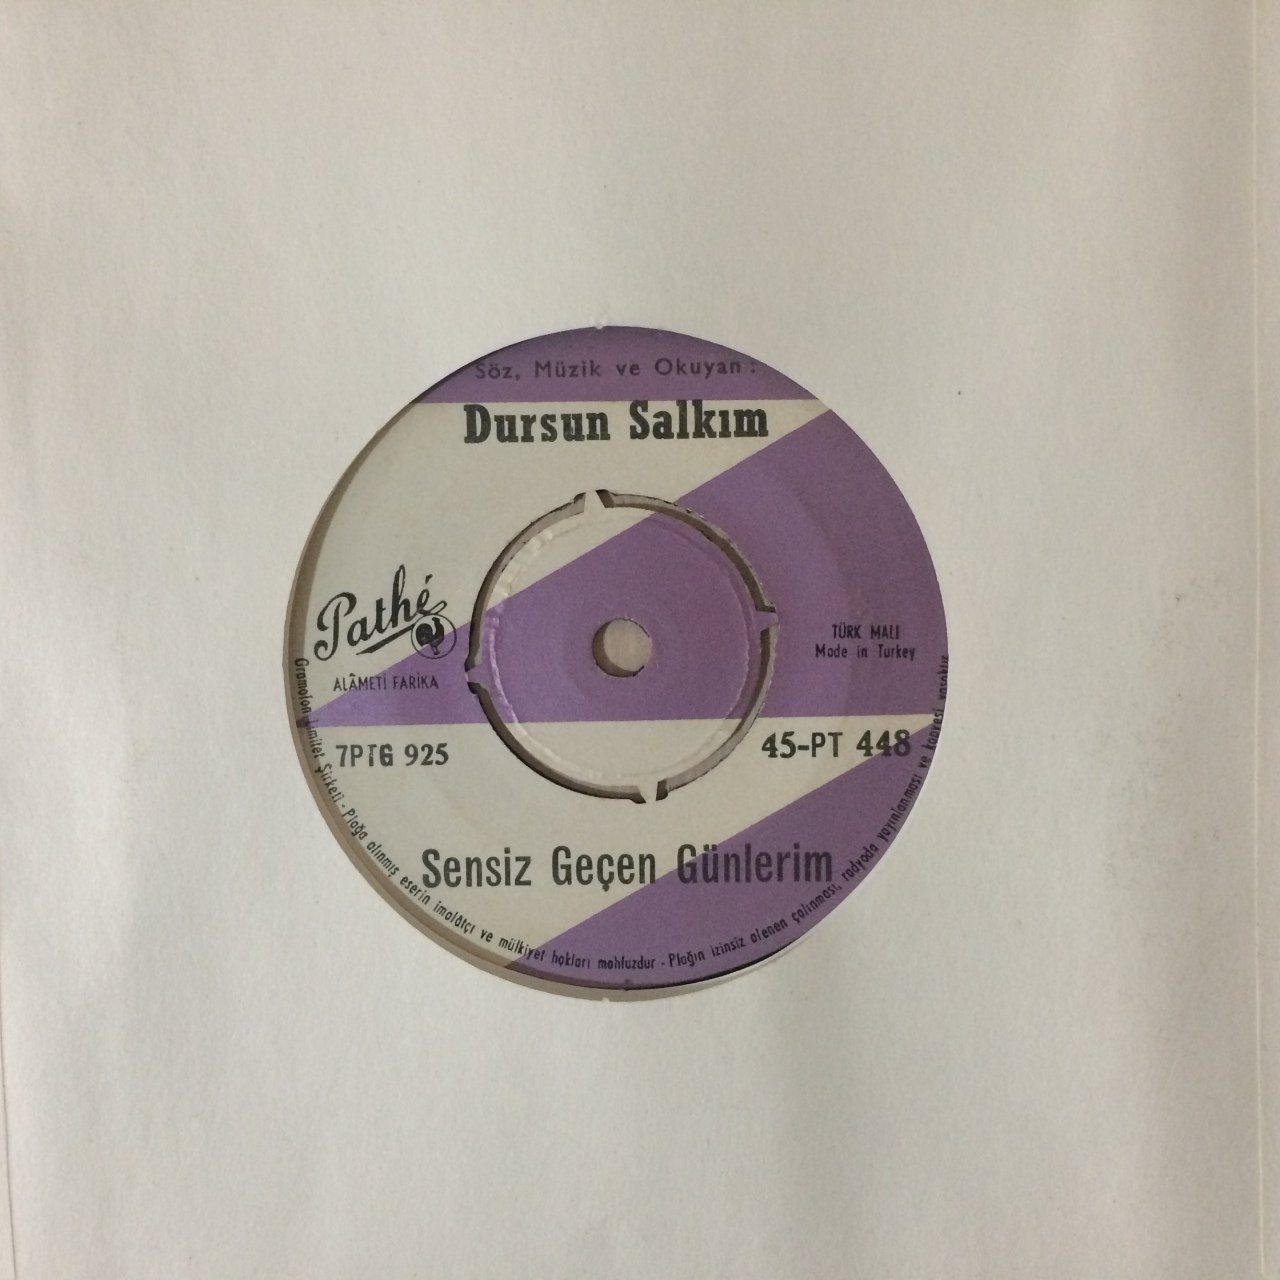 Söz, Müzik ve Okuyan :
Dursun Salkım
Pathé
ALÂMETİ FARİKA
TÜRK MALI
Made in Turkey
7PTG 925
45-PT 448
Sensiz Geçen Günlerim
Gramofon Limitet Şirketi - Plağa alınmış eserin imalâtçı ve mülkiyet hakları mahfuzdur - Plağın izinsiz alenen çalınması, radyoda yayınlanması ve kopyesi yasaktır